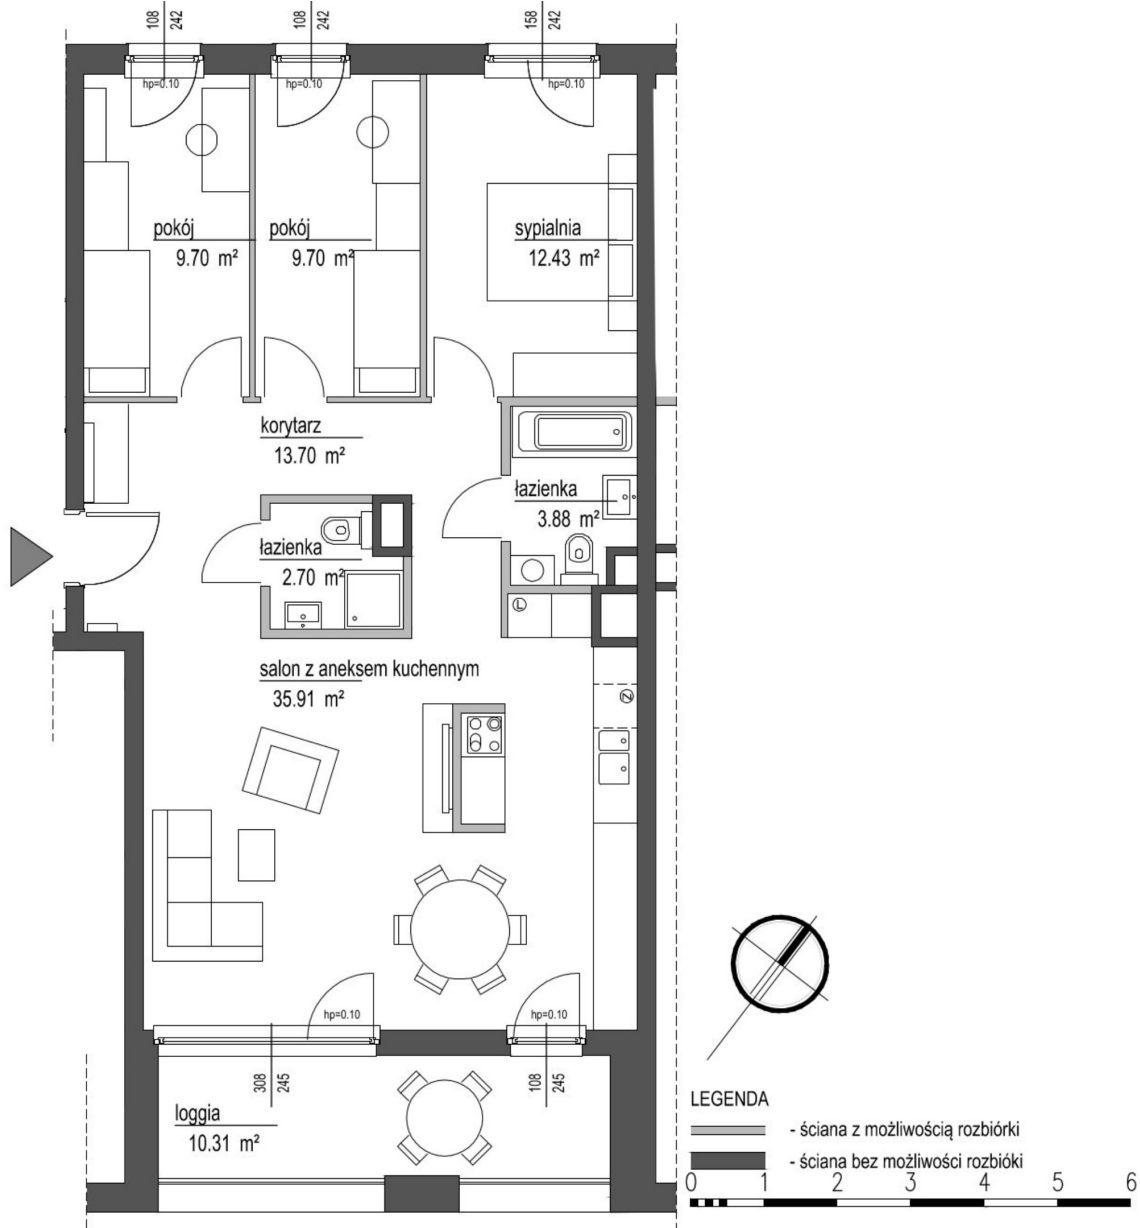 108
242
108
242
158
242
hp=0.10
hp=0.10
hp=0.10
pokój
9.70 m²
pokój
9.70 m²
sypialnia
12.43 m²
korytarz
13.70 m²
łazienka
3.88 m²
łazienka
2.70 m²
L
salon z aneksem kuchennym
35.91 m²
Z
hp=0.10
hp=0.10
308
245
108
245
loggia
10.31 m²
LEGENDA
- ściana z możliwością rozbiórki
- ściana bez możliwości rozbióki
0 1 2 3 4 5 6